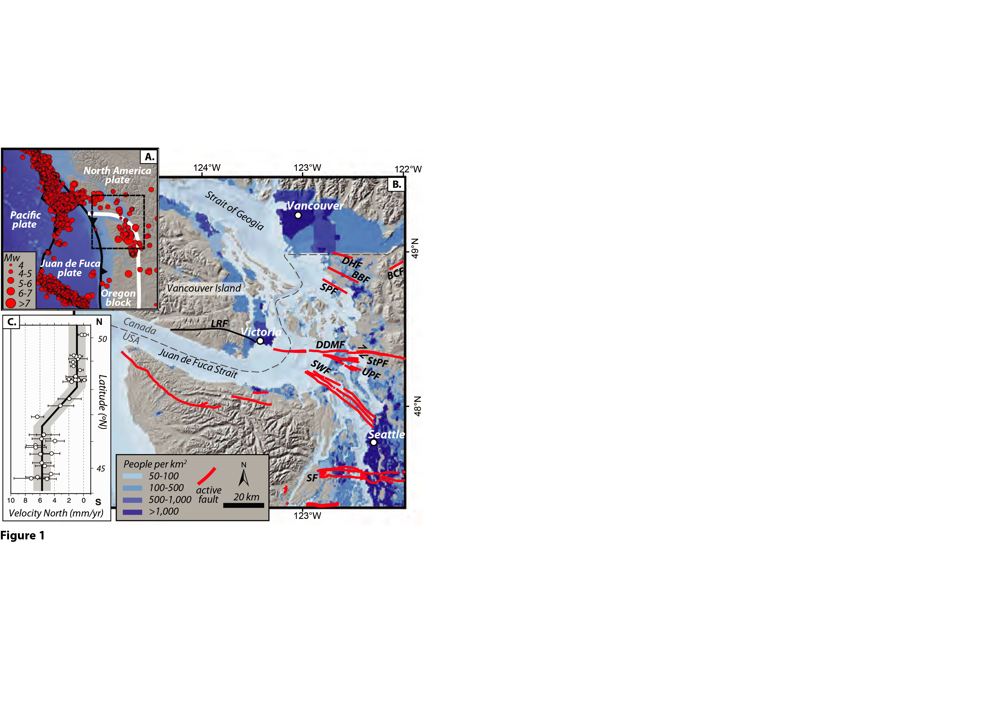 A.
North America
plate
Pacific
plate
Juan de Fuca
plate
Oregon
block
Mw
4
4-5
5-6
6-7
>7
124°W
123°W
122°W
B.
Strait of Geogia
Vancouver
49°N
DHF
BBF
BCF
SPF
Vancouver Island
LRF
Victoria
Canada
USA
Juan de Fuca Strait
DDMF
StPF
UPF
SWF
48°N
Seattle
SF
People per km2
50-100
100-500
500-1,000
>1,000
active
fault
N
20 km
123°W
C.
N
50
Latitude (°N)
45
10 8 6 4 2 0
S
Velocity North (mm/yr)
Figure 1